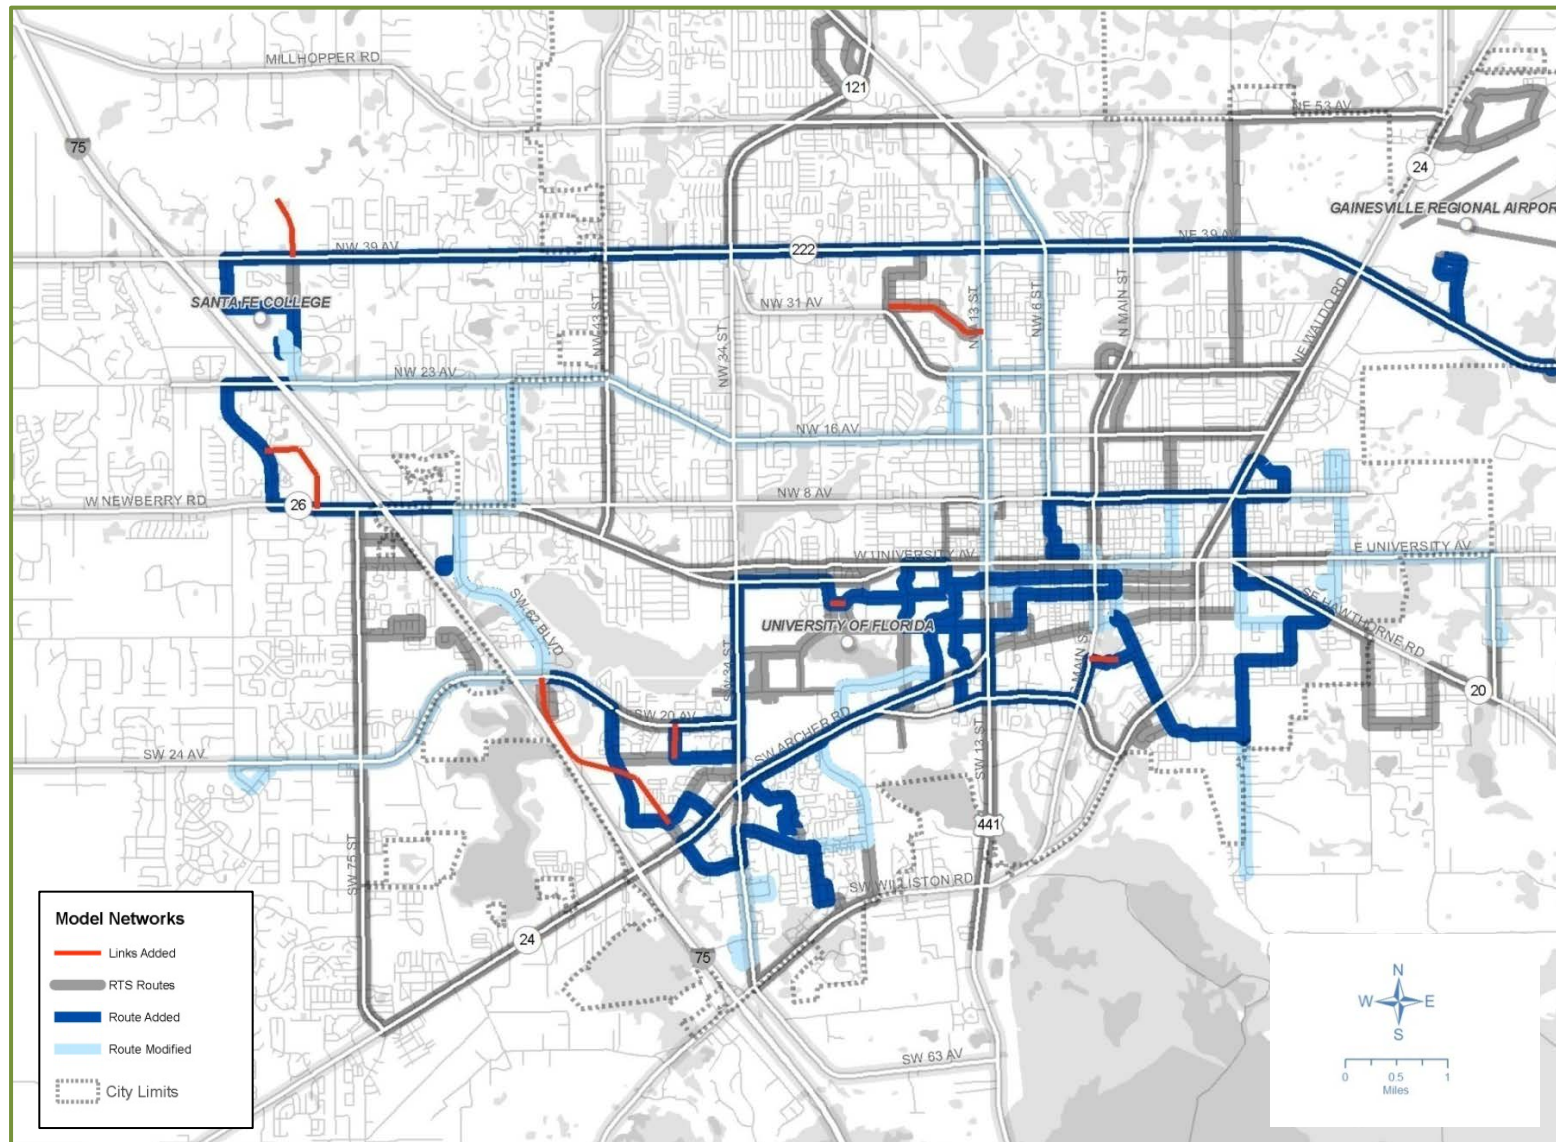 MILLHOPPER RD
121
NE 53 AV
75
24
GAINESVILLE REGIONAL AIRPOR
NW 39 AV
222
NE 39 AV
SANTA FE COLLEGE
NW 31 AV
NW 43 ST
NW 34 ST
NW 13 ST
NW 6 ST
N MAIN ST
NE WALDO RD
NW 23 AV
NW 16 AV
W NEWBERRY RD
26
NW 8 AV
W UNIVERSITY AV
E UNIVERSITY AV
SW 62 BLVD
UNIVERSITY OF FLORIDA
SE HAWTHORNE RD
SW 34 ST
S MAIN ST
20
SW 20 AV
SW 24 AV
SW ARCHER RD
SW 13 ST
441
SW 75 ST
SW WILLISTON RD
24
75
SW 63 AV
Model Networks
Links Added
RTS Routes
Route Added
Route Modified
City Limits
N
W E
S
0 0.5 1
Miles